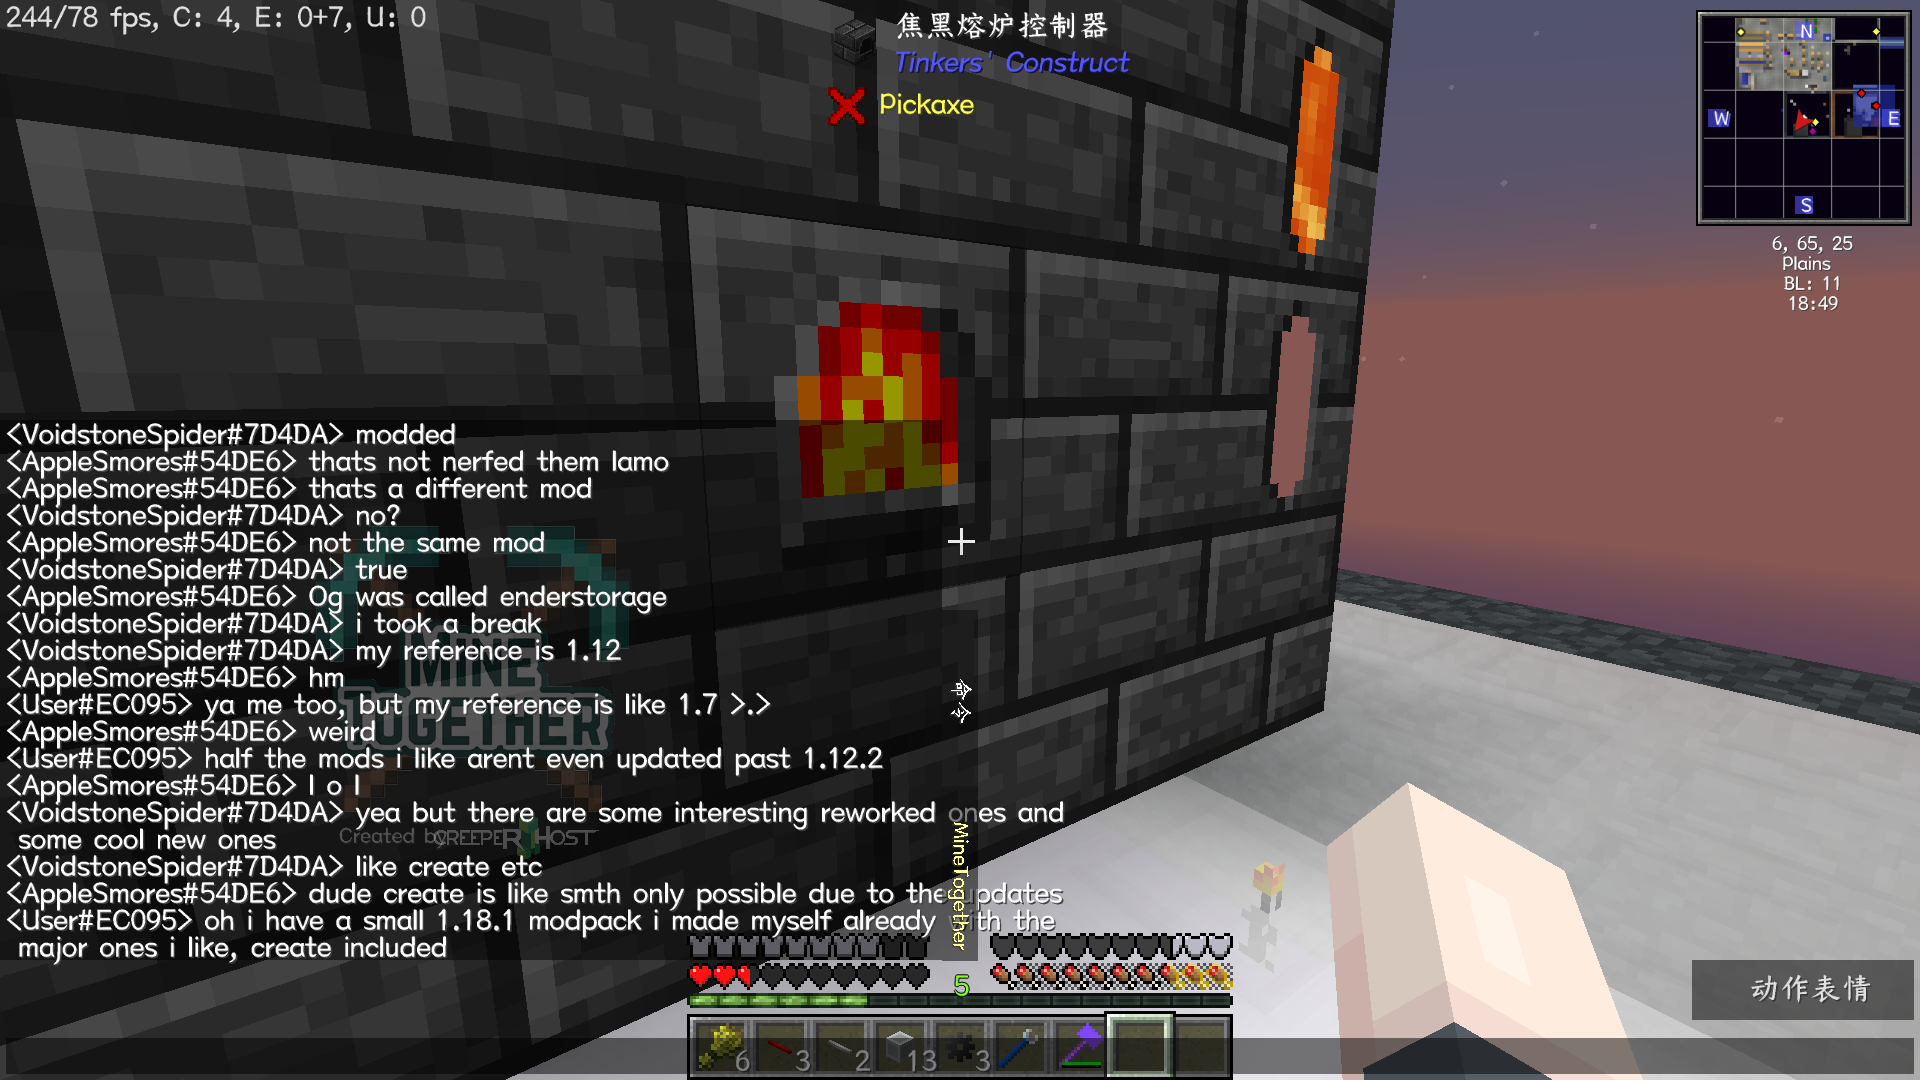 244/78 fps, C: 4, E: 0+7, U: 0
焦黑熔炉控制器
Tinkers' Construct
Pickaxe
N
W
E
S
6, 65, 25
Plains
BL: 11
18:49
<VoidstoneSpider#7D4DA> modded
<AppleSmores#54DE6> thats not nerfed them lamo
<AppleSmores#54DE6> thats a different mod
<VoidstoneSpider#7D4DA> no?
<AppleSmores#54DE6> not the same mod
<VoidstoneSpider#7D4DA> true
<AppleSmores#54DE6> Og was called enderstorage
<VoidstoneSpider#7D4DA> i took a break
<VoidstoneSpider#7D4DA> my reference is 1.12
<AppleSmores#54DE6> hm
<User#EC095> ya me too, but my reference is like 1.7 >.>
<AppleSmores#54DE6> weird
<User#EC095> half the mods i like arent even updated past 1.12.2
<AppleSmores#54DE6> l o l
<VoidstoneSpider#7D4DA> yea but there are some interesting reworked ones and
some cool new ones
<VoidstoneSpider#7D4DA> like create etc
<AppleSmores#54DE6> dude create is like smth only possible due to the updates
<User#EC095> oh i have a small 1.18.1 modpack i made myself already with the
major ones i like, create included
MINE
TOGETHER
Created by CREEPERHOST
命令
MineTogether
5
动作表情
6
3
2
13
3